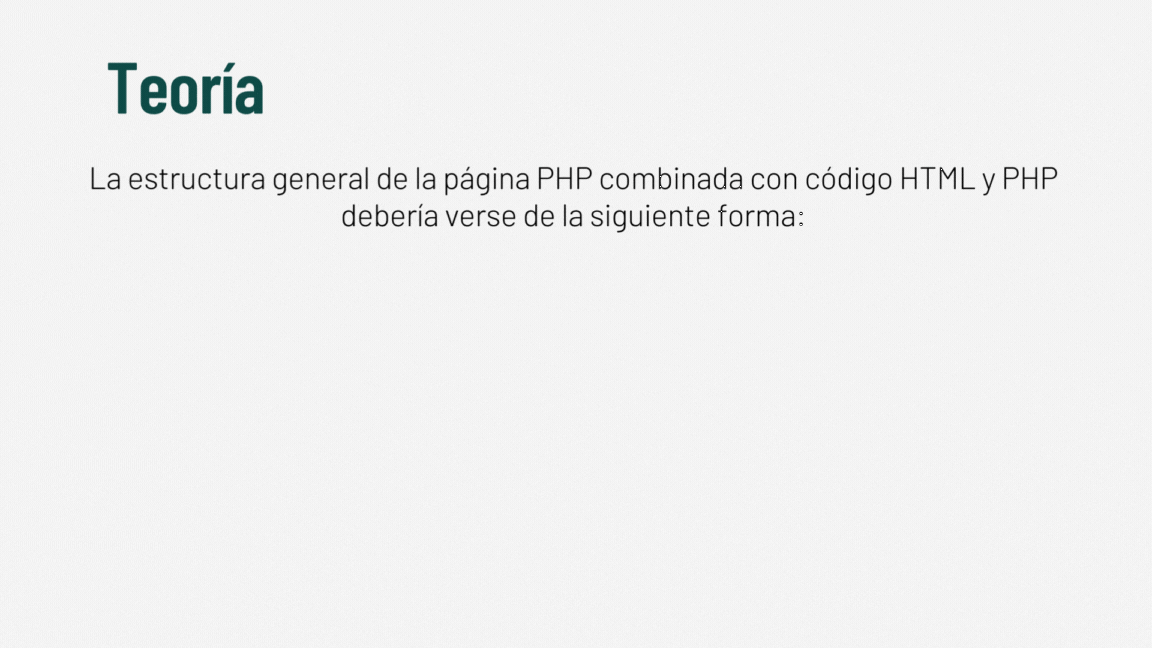 Teoría
La estructura general de la página PHP combinada con código HTML y PHP
debería verse de la siguiente forma: